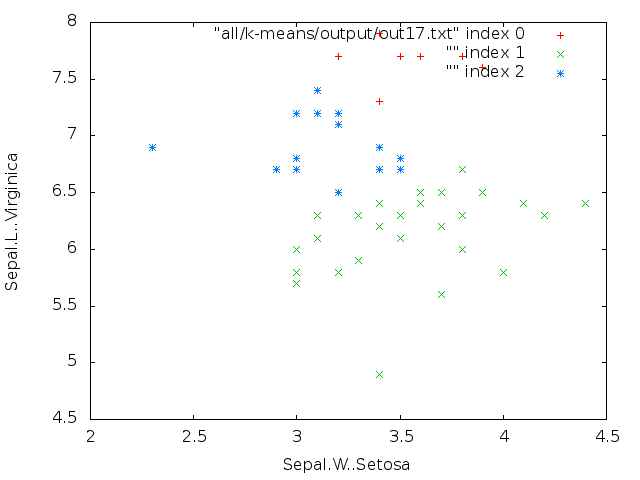 8
"all/k-means/output/out17.txt" index 0
"" index 1
"" index 2
7.5
7
6.5
6
5.5
5
4.5
2
2.5
3
3.5
4
4.5
Sepal.L..Virginica
Sepal.W..Setosa